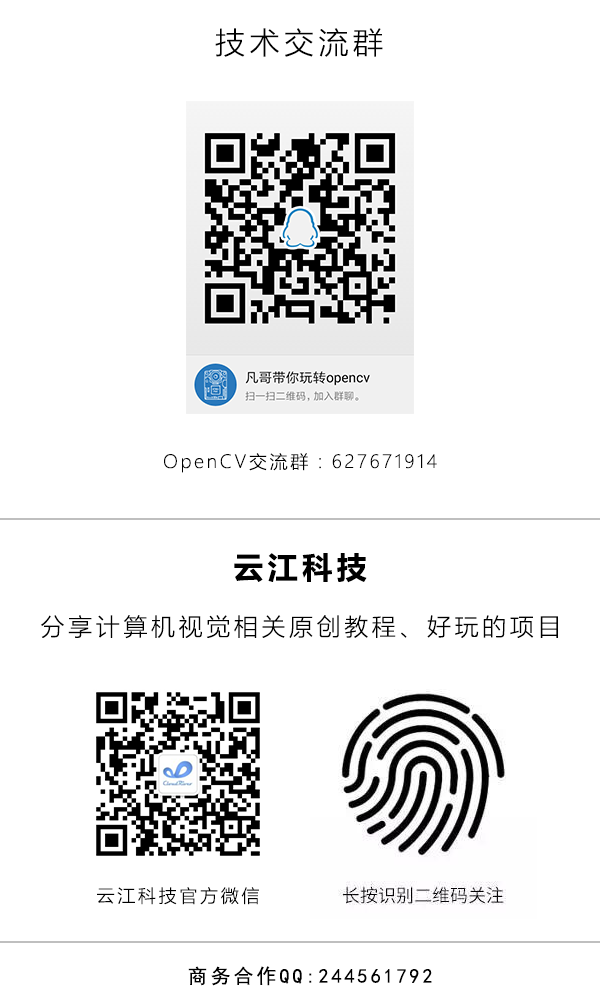 技术交流群
凡哥带你玩转opencv
扫一扫二维码，加入群聊。
OpenCV交流群：627671914
云江科技
分享计算机视觉相关原创教程、好玩的项目
云江科技官方微信
长按识别二维码关注
商务合作QQ:244561792